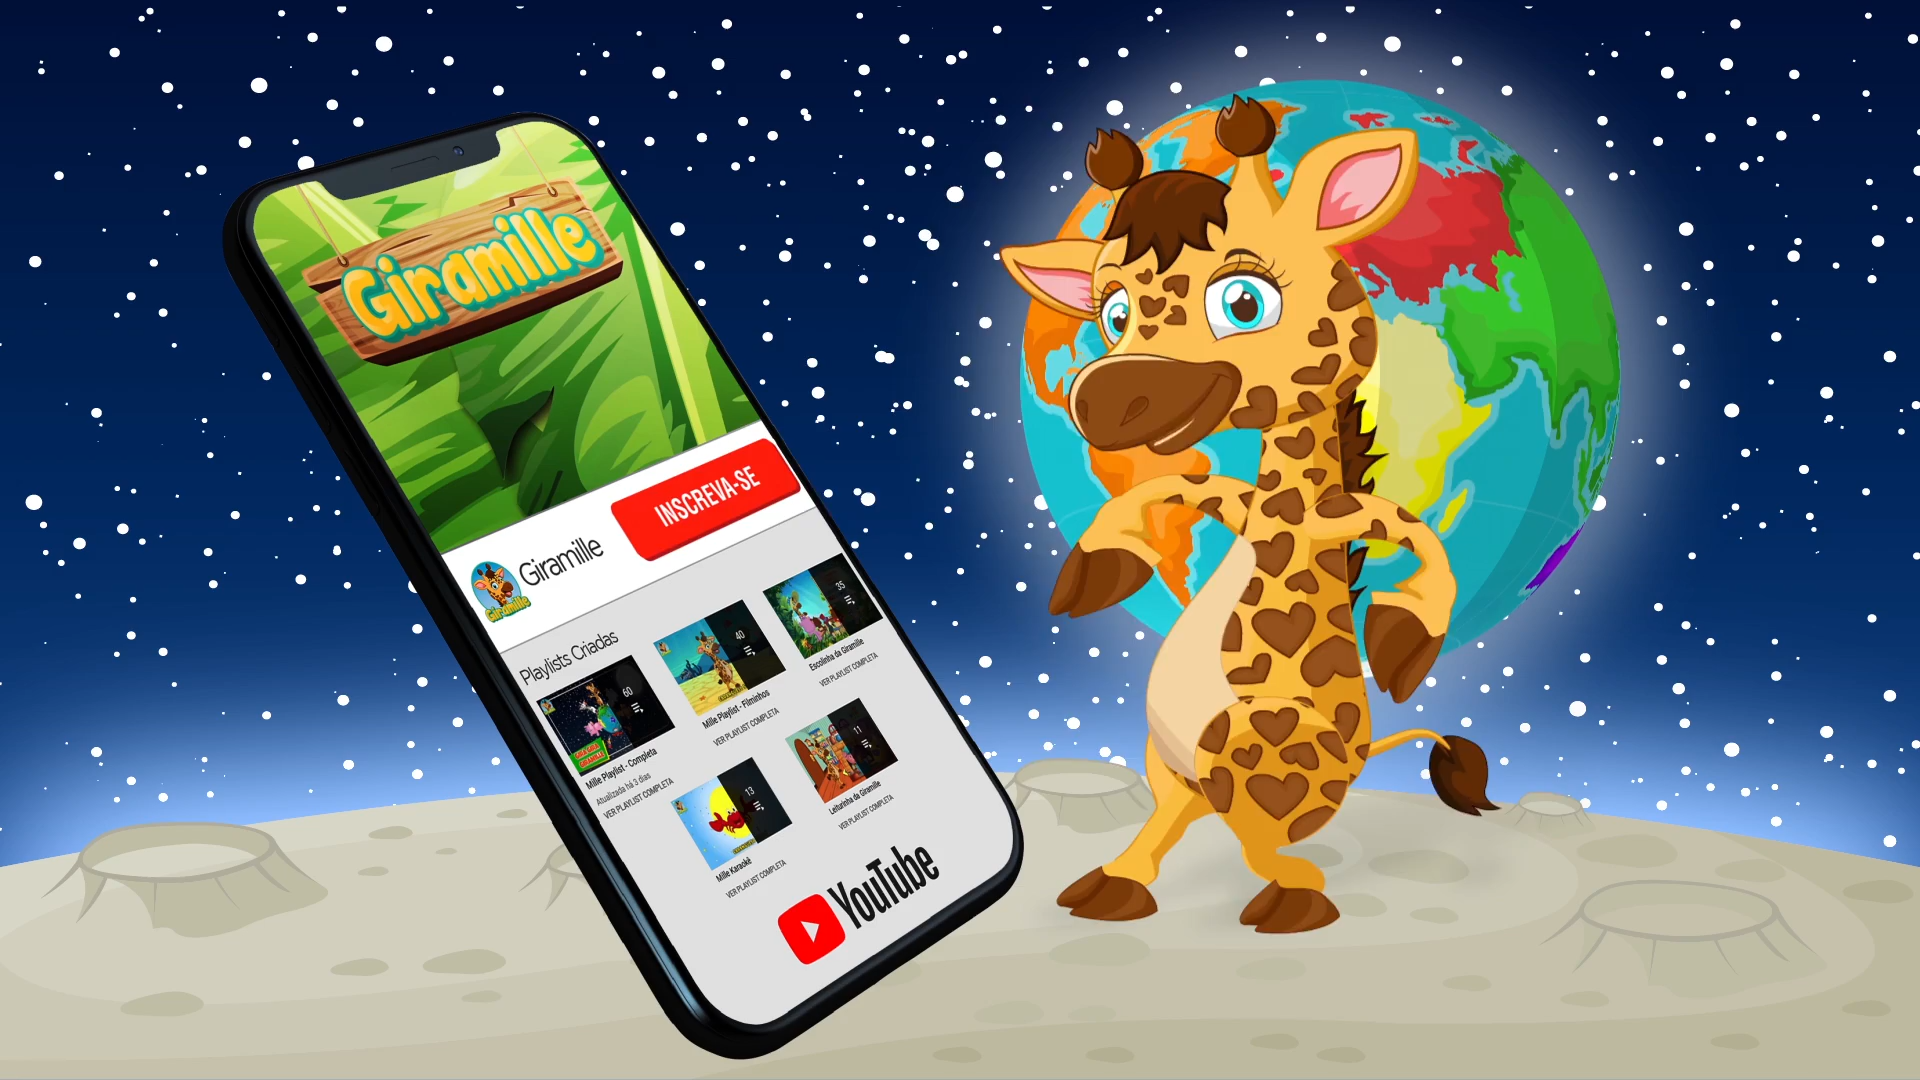 Giramille
INSCREVA-SE
Giramille
Giramille
Playlists Criadas
60
Mille Playlist - Completa
Atualizada há 3 dias
VER PLAYLIST COMPLETA
40
Mille Playlist - Filminhos
VER PLAYLIST COMPLETA
35
Escolinha da Giramille
VER PLAYLIST COMPLETA
13
Mille Karaokê
VER PLAYLIST COMPLETA
11
Leiturinha da Giramille
VER PLAYLIST COMPLETA
YouTube